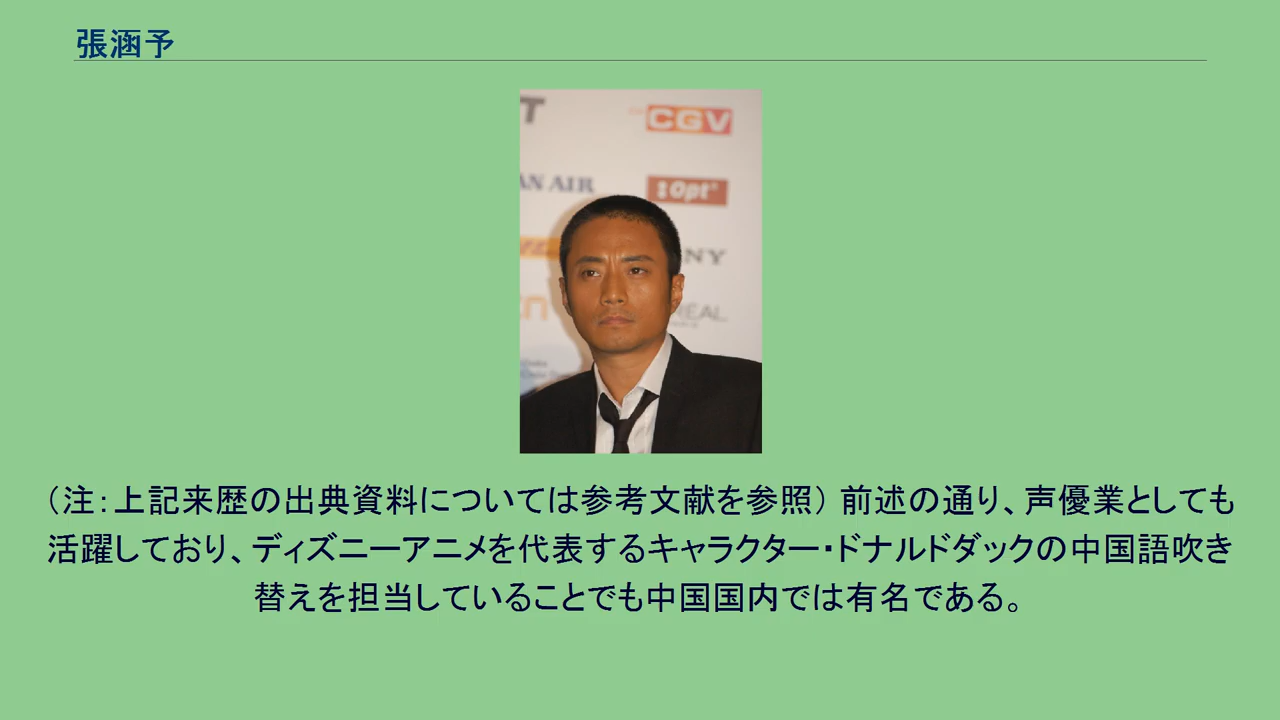 張涵予
T
CGV
AN AIR
Opt
NY
REAL
（注：上記来歴の出典資料については参考文献を参照） 前述の通り、声優業としても
活躍しており、ディズニーアニメを代表するキャラクター・ドナルドダックの中国語吹き
替えを担当していることでも中国国内では有名である。